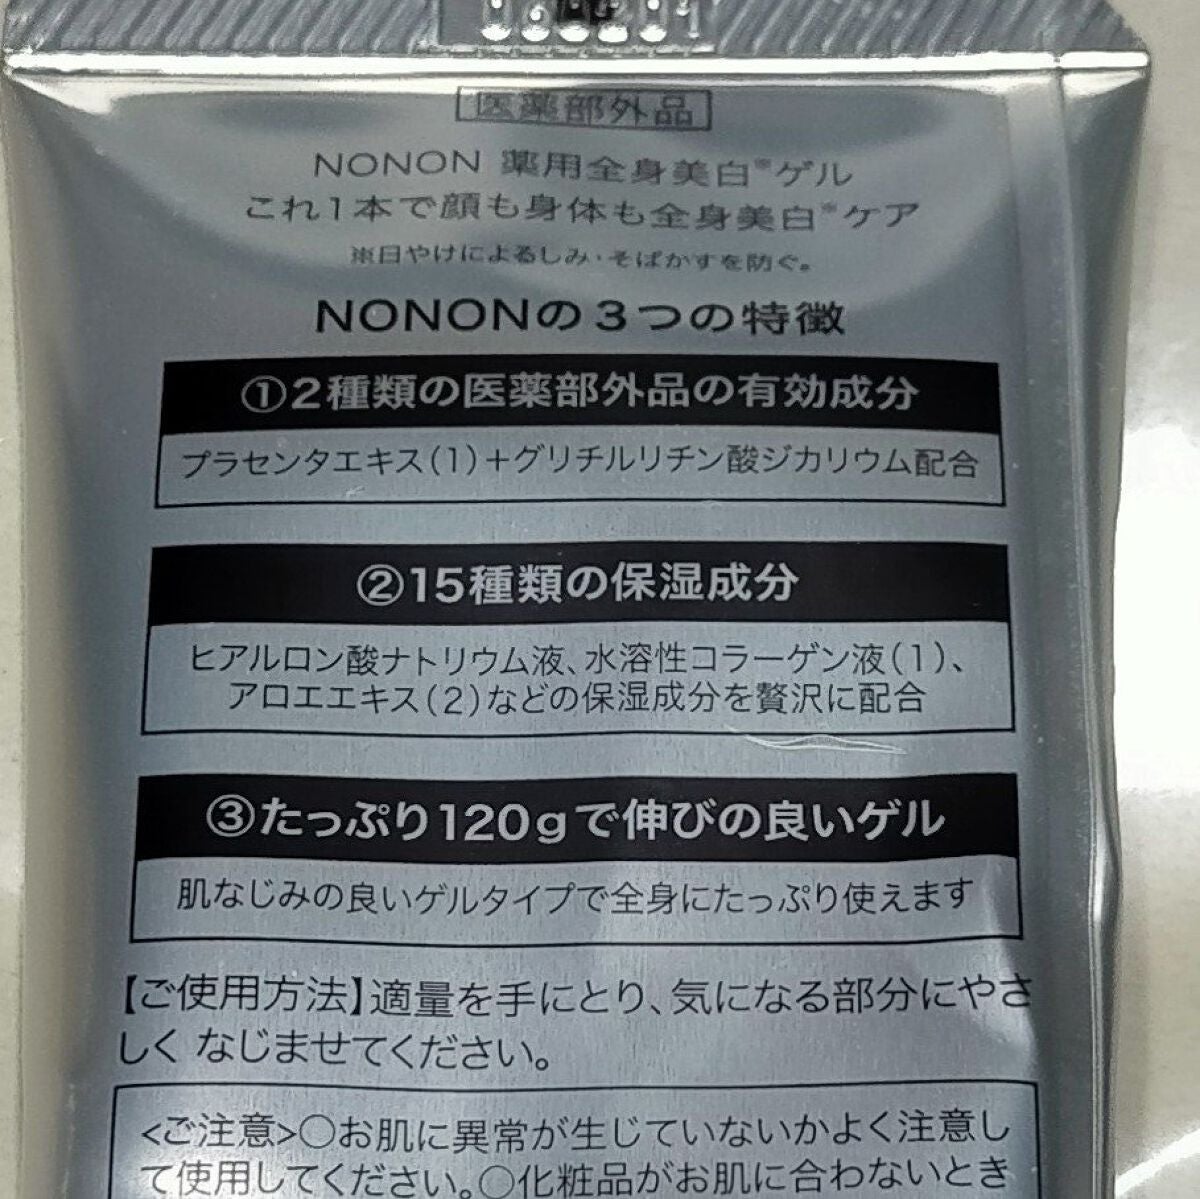 医薬部外品
NONON 薬用全身美白※ゲル
これ1本で顔も身体も全身美白※ケア
※日やけによるしみ・そばかすを防ぐ。
NONONの3つの特徴
①2種類の医薬部外品の有効成分
プラセンタエキス(1)+グリチルリチン酸ジカリウム配合
②15種類の保湿成分
ヒアルロン酸ナトリウム液、水溶性コラーゲン液(1)、
アロエエキス(2)などの保湿成分を贅沢に配合
③たっぷり120gで伸びの良いゲル
肌なじみの良いゲルタイプで全身にたっぷり使えます
【ご使用方法】適量を手にとり、気になる部分にやさ
しく なじませてください。
<ご注意>○お肌に異常が生じていないかよく注意し
て使用してください。○化粧品がお肌に合わないとき